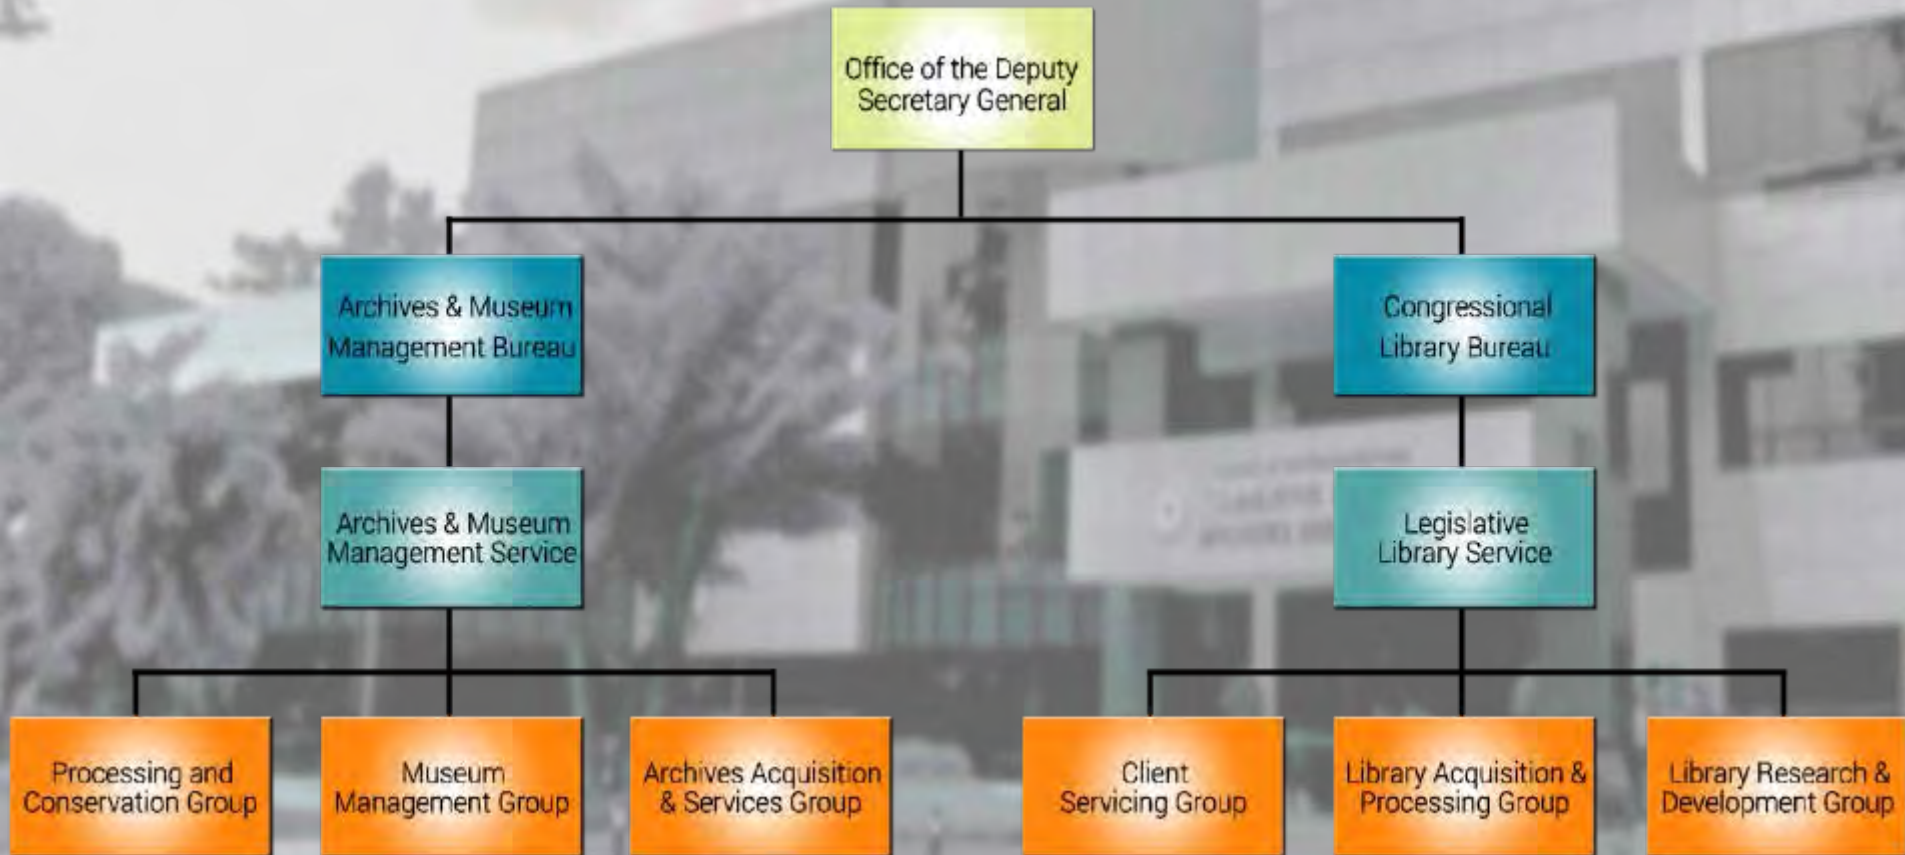 Office of the Deputy
Secretary General
Archives & Museum
Management Bureau
Congressional
Library Bureau
Archives & Museum
Management Service
Legislative
Library Service
Processing and
Conservation Group
Museum
Management Group
Archives Acquisition
& Services Group
Client
Servicing Group
Library Acquisition &
Processing Group
Library Research &
Development Group